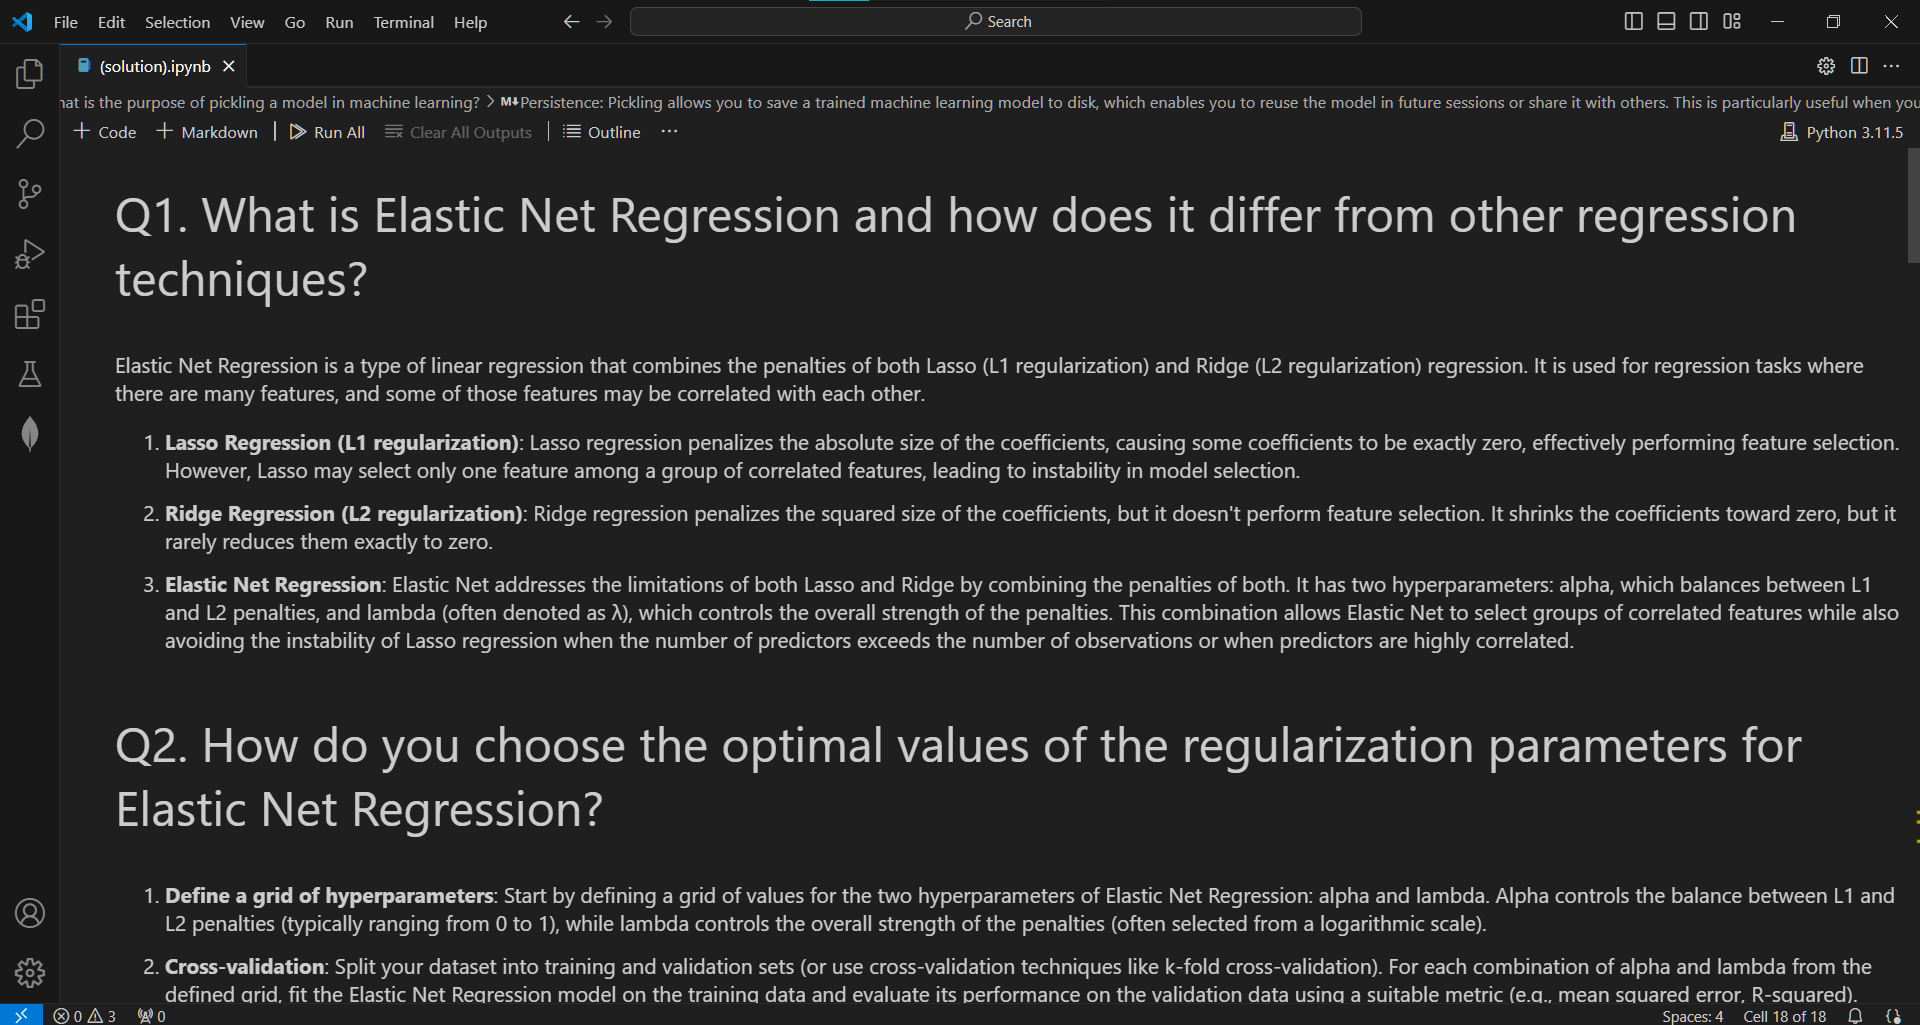 File Edit Selection View Go Run Terminal Help
Search
(solution).ipynb
hat is the purpose of pickling a model in machine learning? > M↓ Persistence: Pickling allows you to save a trained machine learning model to disk, which enables you to reuse the model in future sessions or share it with others. This is particularly useful when you
+ Code + Markdown | Run All Clear All Outputs | Outline ...
Python 3.11.5
Q1. What is Elastic Net Regression and how does it differ from other regression
techniques?
Elastic Net Regression is a type of linear regression that combines the penalties of both Lasso (L1 regularization) and Ridge (L2 regularization) regression. It is used for regression tasks where
there are many features, and some of those features may be correlated with each other.
1. Lasso Regression (L1 regularization): Lasso regression penalizes the absolute size of the coefficients, causing some coefficients to be exactly zero, effectively performing feature selection.
However, Lasso may select only one feature among a group of correlated features, leading to instability in model selection.
2. Ridge Regression (L2 regularization): Ridge regression penalizes the squared size of the coefficients, but it doesn't perform feature selection. It shrinks the coefficients toward zero, but it
rarely reduces them exactly to zero.
3. Elastic Net Regression: Elastic Net addresses the limitations of both Lasso and Ridge by combining the penalties of both. It has two hyperparameters: alpha, which balances between L1
and L2 penalties, and lambda (often denoted as λ), which controls the overall strength of the penalties. This combination allows Elastic Net to select groups of correlated features while also
avoiding the instability of Lasso regression when the number of predictors exceeds the number of observations or when predictors are highly correlated.
Q2. How do you choose the optimal values of the regularization parameters for
Elastic Net Regression?
1. Define a grid of hyperparameters: Start by defining a grid of values for the two hyperparameters of Elastic Net Regression: alpha and lambda. Alpha controls the balance between L1 and
L2 penalties (typically ranging from 0 to 1), while lambda controls the overall strength of the penalties (often selected from a logarithmic scale).
2. Cross-validation: Split your dataset into training and validation sets (or use cross-validation techniques like k-fold cross-validation). For each combination of alpha and lambda from the
defined grid, fit the Elastic Net Regression model on the training data and evaluate its performance on the validation data using a suitable metric (e.g., mean squared error, R-squared).
0 3 0
Spaces: 4 Cell 18 of 18